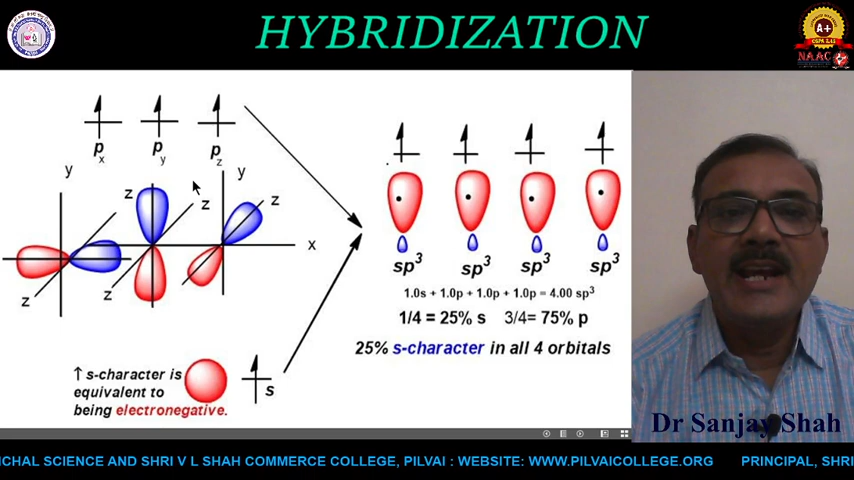 HYBRIDIZATION
A+
NAAC
p
x
p
y
p
z
y
z
z
y
z
x
z
z
sp3
sp3
sp3
sp3
1.0s + 1.0p + 1.0p + 1.0p = 4.00 sp3
1/4 = 25% s 3/4= 75% p
25% s-character in all 4 orbitals
↑ s-character is
equivalent to
being electronegative.
s
Dr Sanjay Shah
NCHAL SCIENCE AND SHRI V L SHAH COMMERCE COLLEGE, PILVAI : WEBSITE: WWW.PILVAICOLLEGE.ORG PRINCIPAL, SHRI